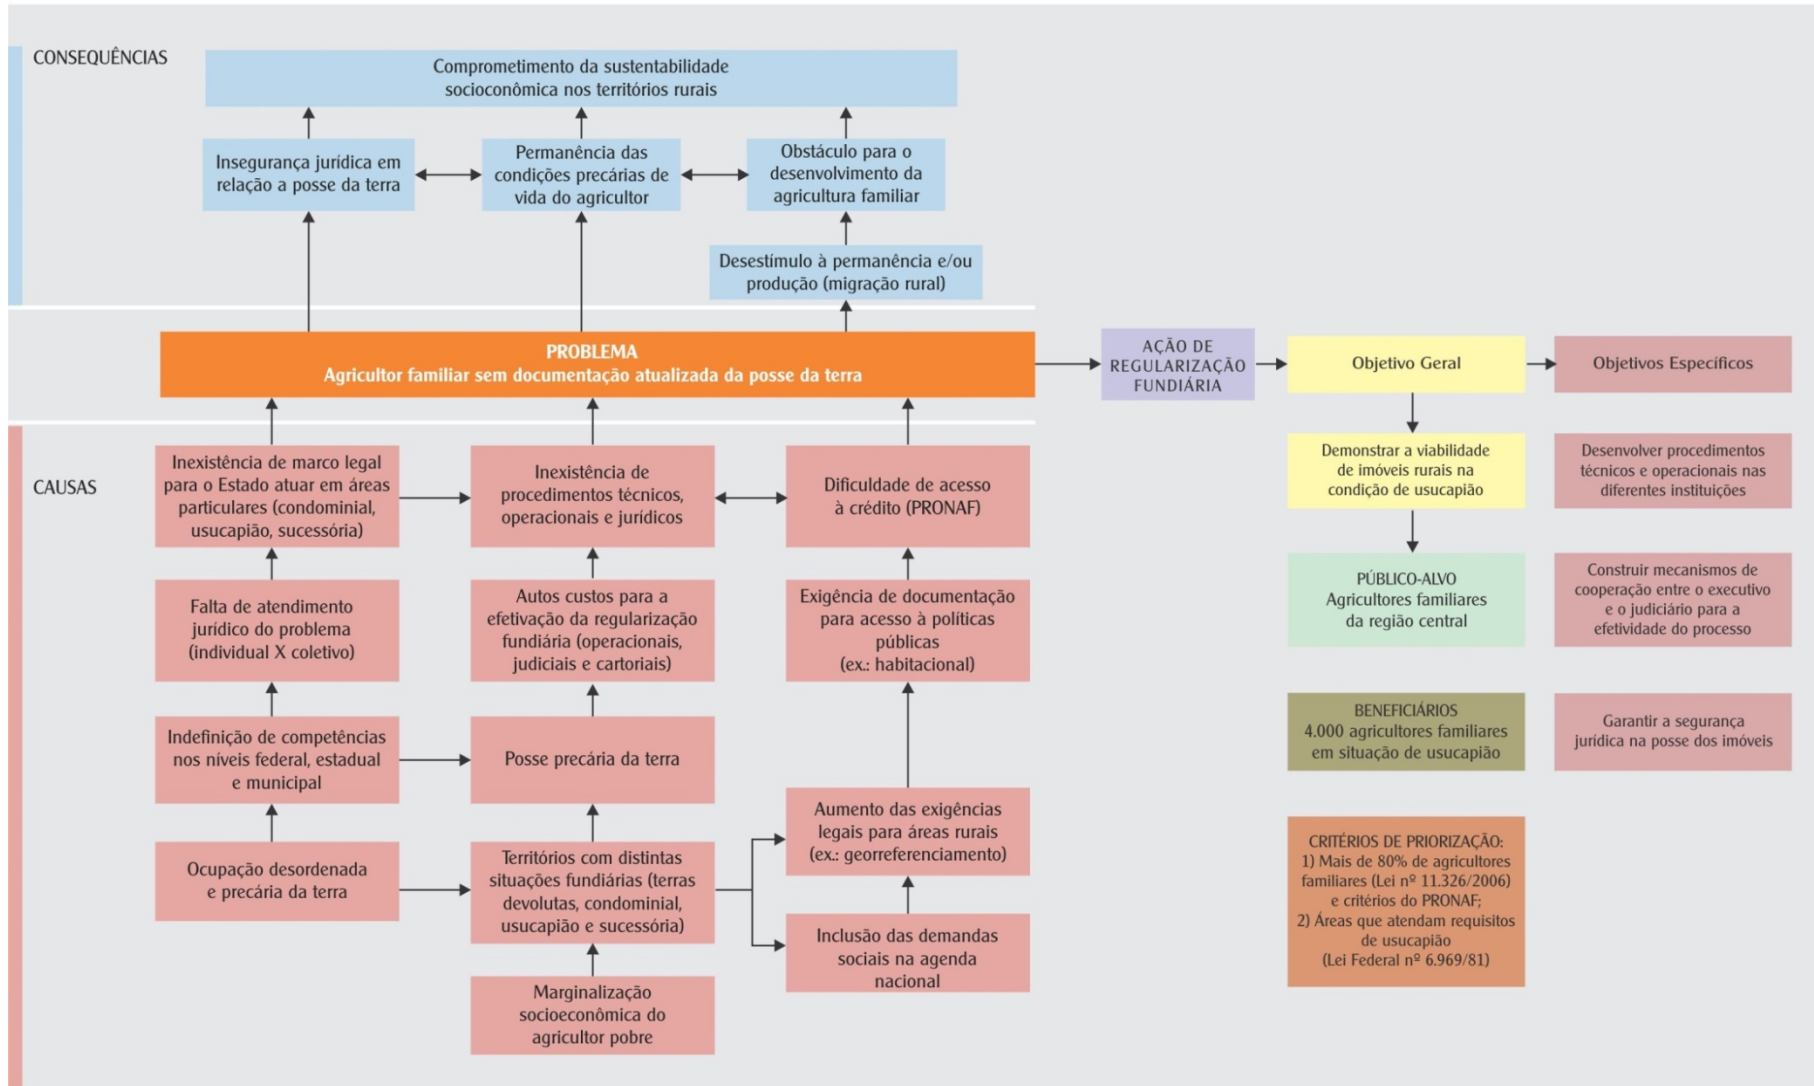 CONSEQUÊNCIAS
Comprometimento da sustentabilidade
socioeconômica nos territórios rurais
Insegurança jurídica em
relação a posse da terra
Permanência das
condições precárias de
vida do agricultor
Obstáculo para o
desenvolvimento da
agricultura familiar
Desestímulo à permanência e/ou
produção (migração rural)
PROBLEMA
Agricultor familiar sem documentação atualizada da posse da terra
AÇÃO DE
REGULARIZAÇÃO
FUNDIÁRIA
Objetivo Geral
Objetivos Específicos
CAUSAS
Inexistência de marco legal
para o Estado atuar em áreas
particulares (condominial,
usucapião, sucessória)
Inexistência de
procedimentos técnicos,
operacionais e jurídicos
Dificuldade de acesso
à crédito (PRONAF)
Demonstrar a viabilidade
de imóveis rurais na
condição de usucapião
Desenvolver procedimentos
técnicos e operacionais nas
diferentes instituições
Falta de atendimento
jurídico do problema
(individual X coletivo)
Autos custos para a
efetivação da regularização
fundiária (operacionais,
judiciais e cartoriais)
Exigência de documentação
para acesso à políticas
públicas
(ex.: habitacional)
PÚBLICO-ALVO
Agricultores familiares
da região central
Construir mecanismos de
cooperação entre o executivo
e o judiciário para a
efetividade do processo
Indefinição de competências
nos níveis federal, estadual
e municipal
Posse precária da terra
BENEFICIÁRIOS
4.000 agricultores familiares
em situação de usucapião
Garantir a segurança
jurídica na posse dos imóveis
Ocupação desordenada
e precária da terra
Territórios com distintas
situações fundiárias (terras
devolutas, condominial,
usucapião e sucessória)
Aumento das exigências
legais para áreas rurais
(ex.: georreferenciamento)
Inclusão das demandas
sociais na agenda
nacional
CRITÉRIOS DE PRIORIZAÇÃO:
1) Mais de 80% de agricultores
familiares (Lei nº 11.326/2006)
e critérios do PRONAF;
2) Áreas que atendam requisitos
de usucapião
(Lei Federal nº 6.969/81)
Marginalização
socioeconômica do
agricultor pobre